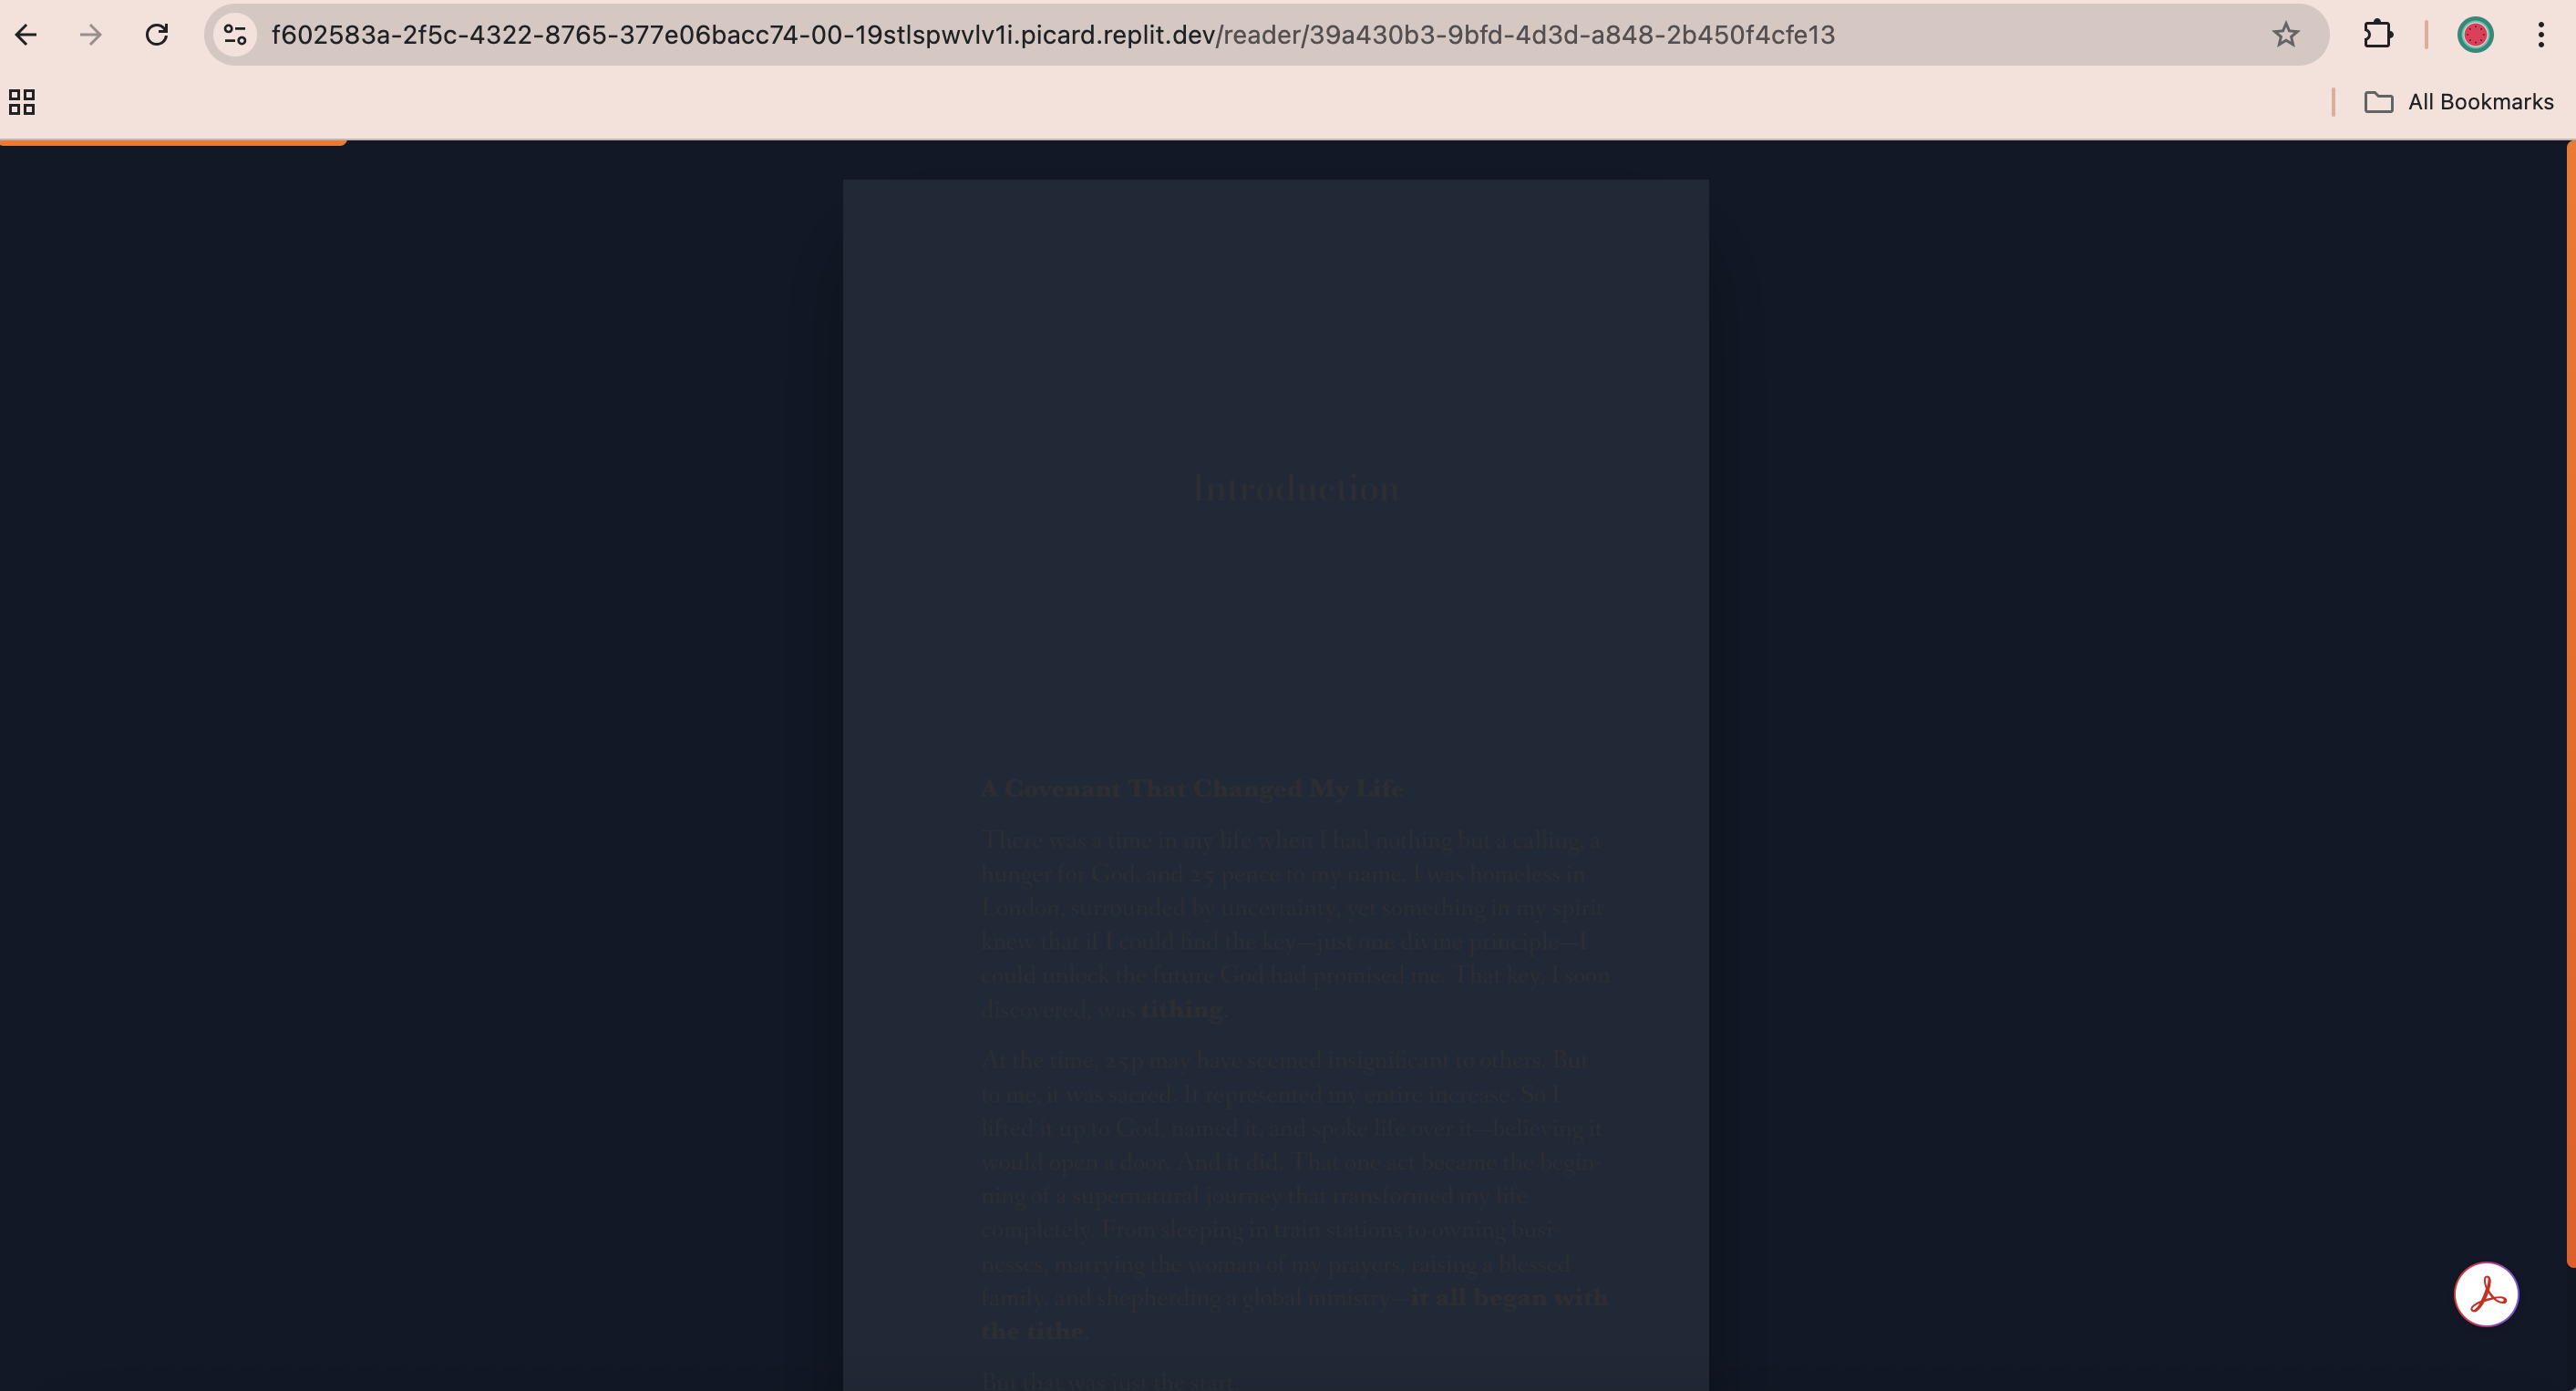 f602583a-2f5c-4322-8765-377e06bacc74-00-19stlspwvlv1i.picard.replit.dev/reader/39a430b3-9bfd-4d3d-a848-2b450f4cfe13
All Bookmarks
Introduction
A Covenant That Changed My Life
There was a time in my life when I had nothing but a calling, a
hunger for God, and 25 pence to my name. I was homeless in
London, surrounded by uncertainty, yet something in my spirit
knew that if I could find the key—just one divine principle—I
could unlock the future God had promised me. That key, I soon
discovered, was tithing.
At the time, 25p may have seemed insignificant to others. But
to me, it was sacred. It represented my entire increase. So I
lifted it up to God, named it, and spoke life over it—believing it
would open a door. And it did. That one act became the begin-
ning of a supernatural journey that transformed my life
completely. From sleeping in train stations to owning busi-
nesses, marrying the woman of my prayers, raising a blessed
family, and shepherding a global ministry—it all began with
the tithe.
But that was just the start.